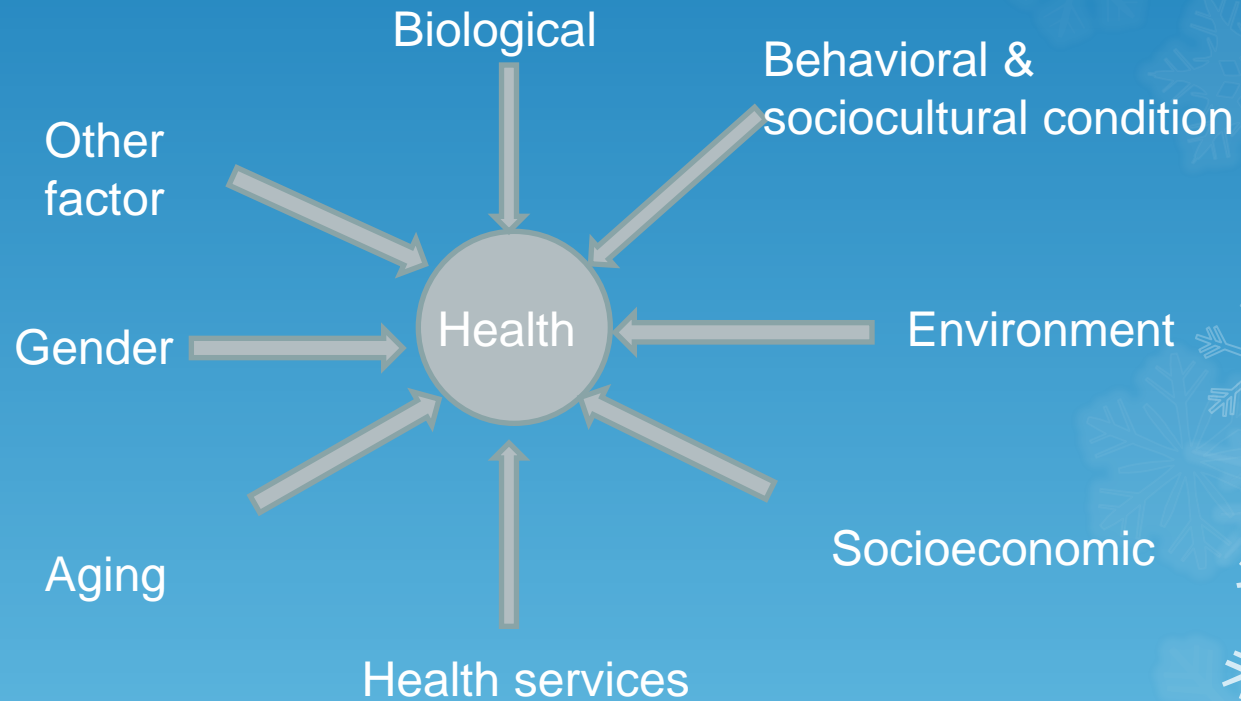 Biological
Behavioral &
sociocultural condition
Other
factor
Health
Gender
Environment
Aging
Socioeconomic
Health services